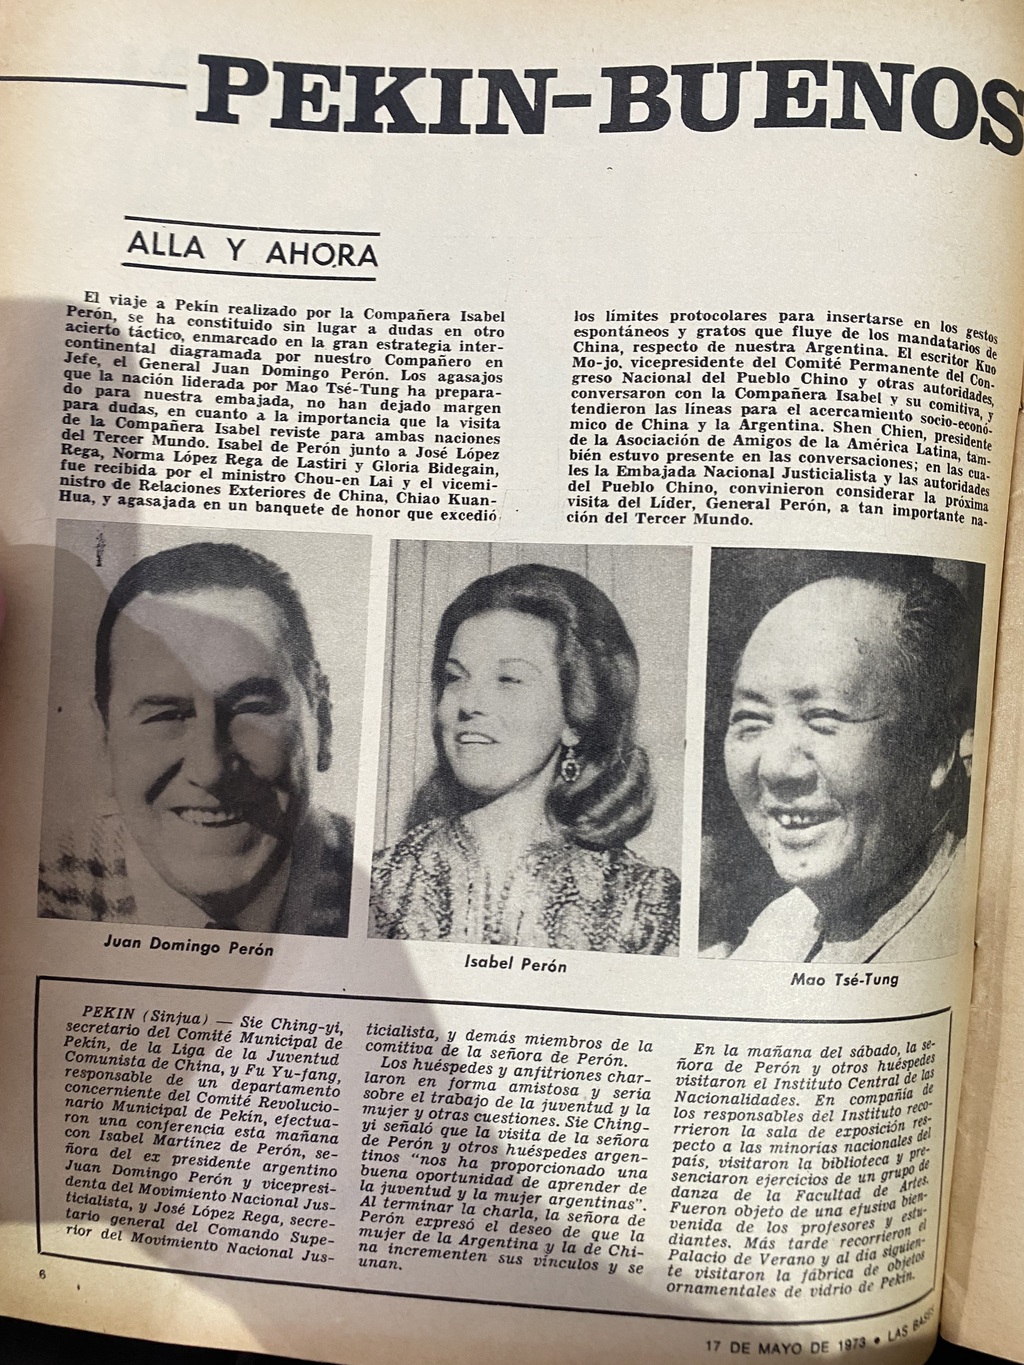 PEKIN-BUENOS
ALLA Y AHORA
El viaje a Pekín realizado por la Compañera Isabel
Perón, se ha constituido sin lugar a dudas en otro
acierto táctico, enmarcado en la gran estrategia inter-
continental diagramada por nuestro Compañero en
Jefe, el General Juan Domingo Perón. Los agasajos
que la nación liderada por Mao Tsé-Tung ha prepara-
do para nuestra embajada, no han dejado margen
para dudas, en cuanto a la importancia que la visita
de la Compañera Isabel reviste para ambas naciones
del Tercer Mundo. Isabel de Perón junto a José López
Rega, Norma López Rega de Lastiri y Gloria Bidegain,
fue recibida por el ministro Chou-en Lai y el vicemi-
nistro de Relaciones Exteriores de China, Chiao Kuan-
Hua, y agasajada en un banquete de honor que excedió
los límites protocolares para insertarse en los gestos
espontáneos y gratos que fluye de los mandatarios de
China, respecto de nuestra Argentina. El escritor Kuo
Mo-jo, vicepresidente del Comité Permanente del Con-
greso Nacional del Pueblo Chino y otras autoridades,
conversaron con la Compañera Isabel y su comitiva, y
tendieron las líneas para el acercamiento socio-econó-
mico de China y la Argentina. Shen Chien, presidente
de la Asociación de Amigos de la América Latina, tam-
bién estuvo presente en las conversaciones; en las cua-
les la Embajada Nacional Justicialista y las autoridades
del Pueblo Chino, convinieron considerar la próxima
visita del Líder, General Perón, a tan importante na-
ción del Tercer Mundo.
Juan Domingo Perón
Isabel Perón
Mao Tsé-Tung
PEKIN (Sinjua) — Sie Ching-yi,
secretario del Comité Municipal de
Pekín, de la Liga de la Juventud
Comunista de China, y Fu Yu-fang,
responsable de un departamento
concerniente del Comité Revolucio-
nario Municipal de Pekín, efectua-
ron una conferencia esta mañana
con Isabel Martínez de Perón, se-
ñora del ex presidente argentino
Juan Domingo Perón y vicepresi-
denta del Movimiento Nacional Jus-
ticialista, y José López Rega, secre-
tario general del Comando Supe-
rior del Movimiento Nacional Jus-
ticialista, y demás miembros de la
comitiva de la señora de Perón.
Los huéspedes y anfitriones char-
laron en forma amistosa y seria
sobre el trabajo de la juventud y la
mujer y otras cuestiones. Sie Ching-
yi señaló que la visita de la señora
de Perón y otros huéspedes argen-
tinos "nos ha proporcionado una
buena oportunidad de aprender de
la juventud y la mujer argentinas".
Al terminar la charla, la señora de
Perón expresó el deseo de que la
mujer de la Argentina y la de Chi-
na incrementen sus vínculos y se
unan.
En la mañana del sábado, la se-
ñora de Perón y otros huéspedes
visitaron el Instituto Central de las
Nacionalidades. En compañía de
los responsables del Instituto reco-
rrieron la sala de exposición res-
pecto a las minorías nacionales del
país, visitaron la biblioteca y pre-
senciaron ejercicios de un grupo de
danza de la Facultad de Artes.
Fueron objeto de una efusiva bien-
venida de los profesores y estu-
diantes. Más tarde recorrieron el
Palacio de Verano y al día siguien-
te visitaron la fábrica de objetos
ornamentales de vidrio de Pekín.
6
17 DE MAYO DE 1973 • LAS BASES